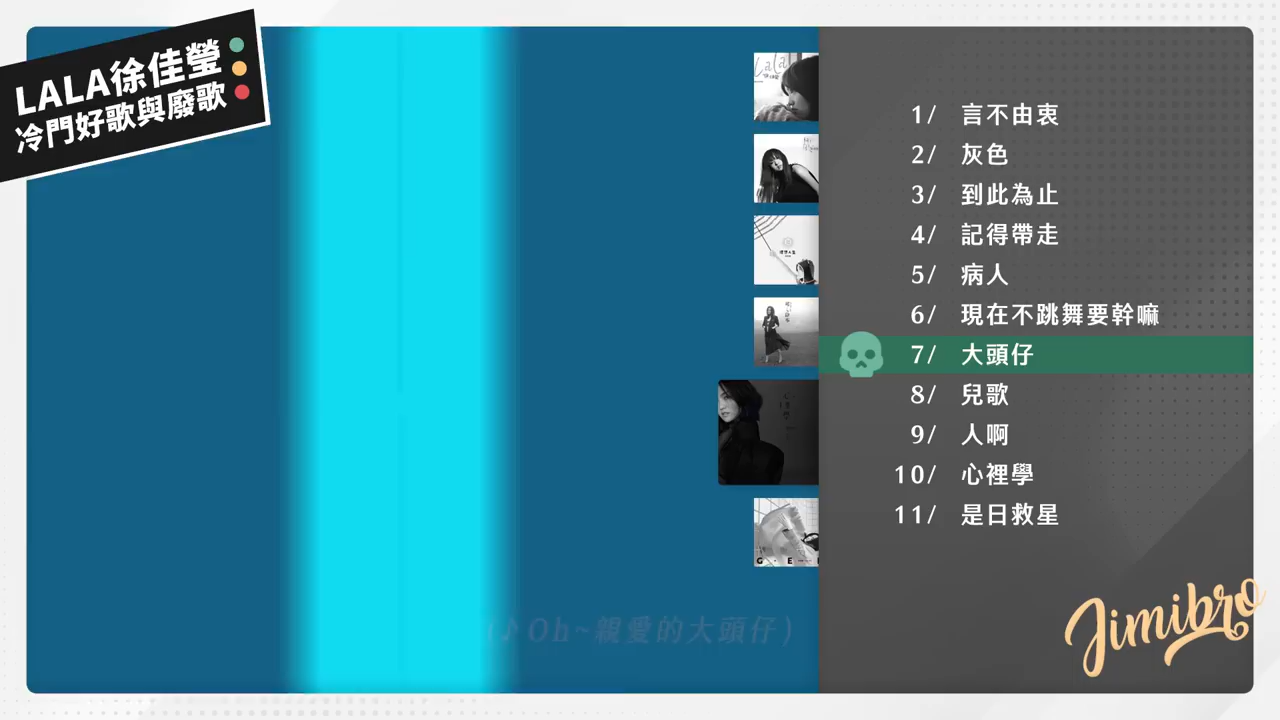 LALA徐佳瑩
冷門好歌與廢歌
1/ 言不由衷
2/ 灰色
3/ 到此為止
4/ 記得帶走
5/ 病人
6/ 現在不跳舞要幹嘛
7/ 大頭仔
8/ 兒歌
9/ 人啊
10/ 心裡學
11/ 是日救星
(♪Oh~親愛的大頭仔)
Jimibro